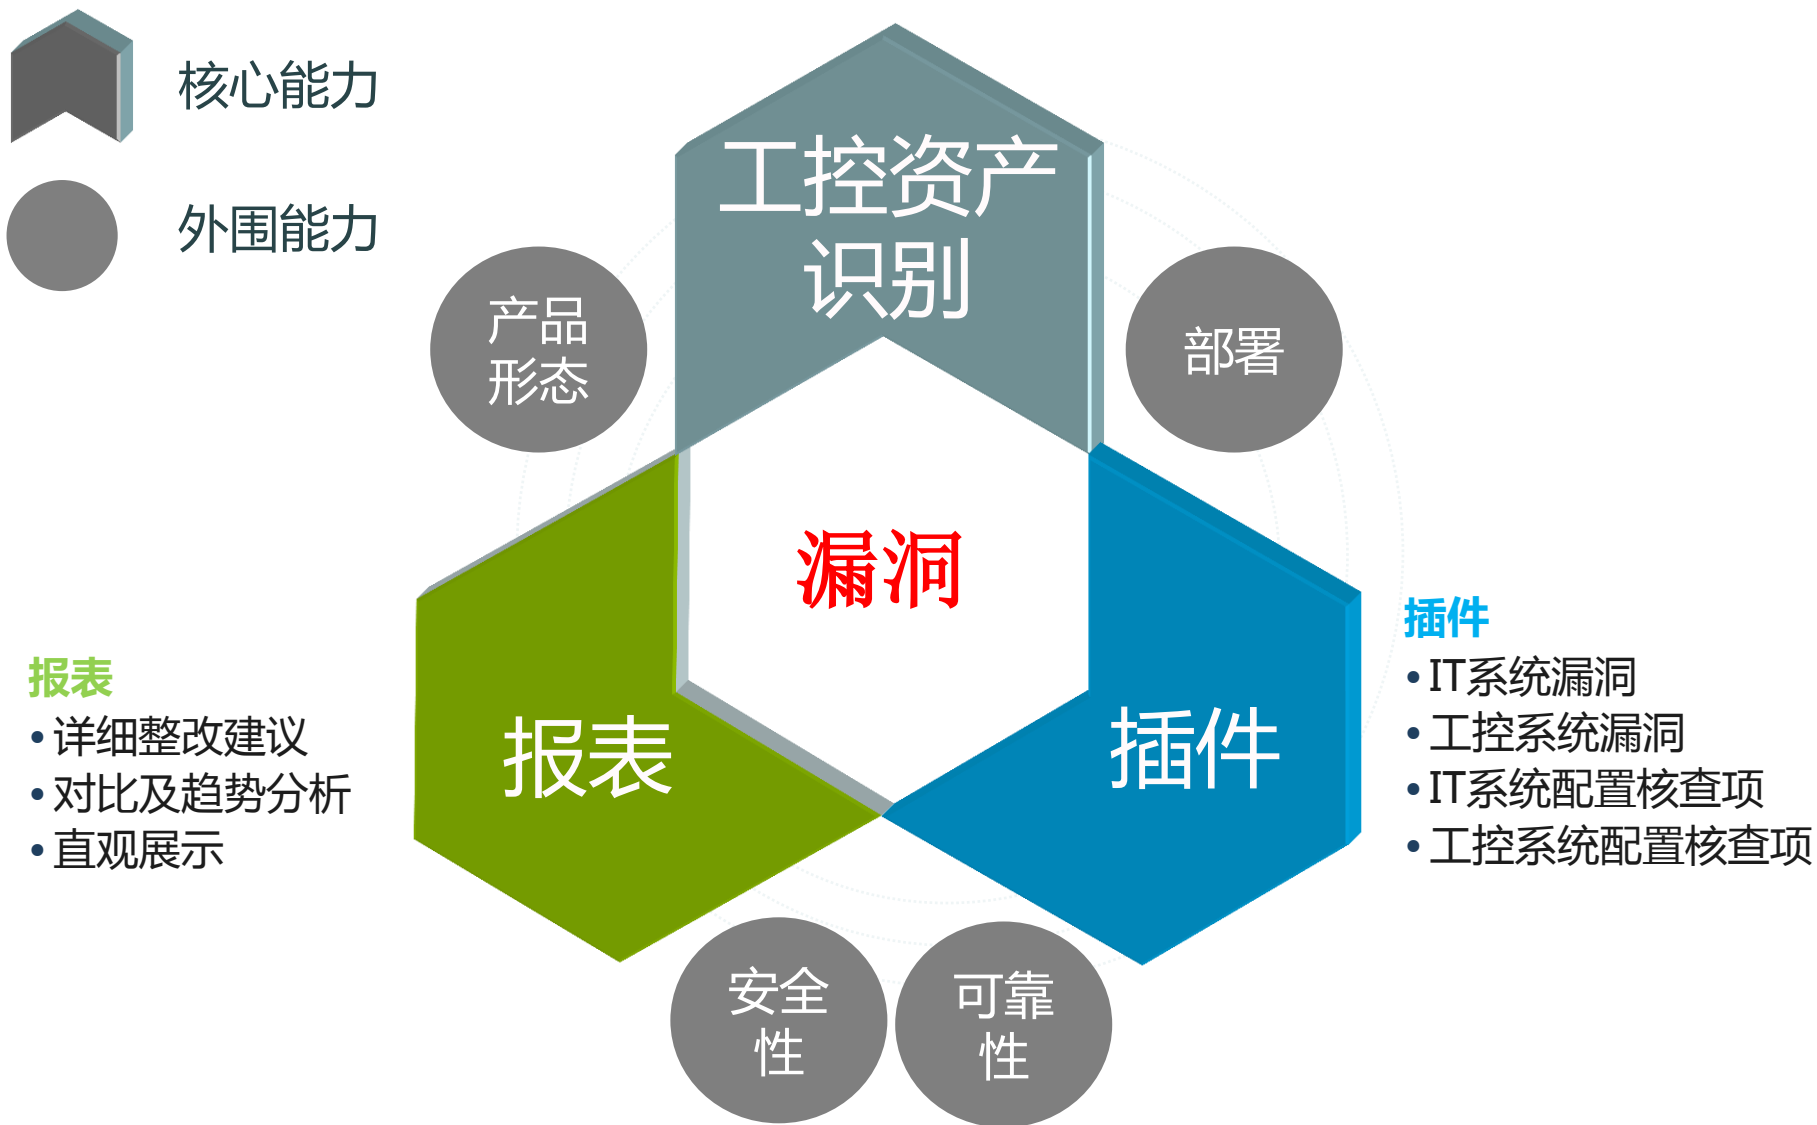 核心能力
外围能力
工控资产
识别
产品
形态
部署
漏洞
报表
• 详细整改建议
• 对比及趋势分析
• 直观展示
报表
插件
插件
• IT系统漏洞
• 工控系统漏洞
• IT系统配置核查项
• 工控系统配置核查项
安全
性
可靠
性